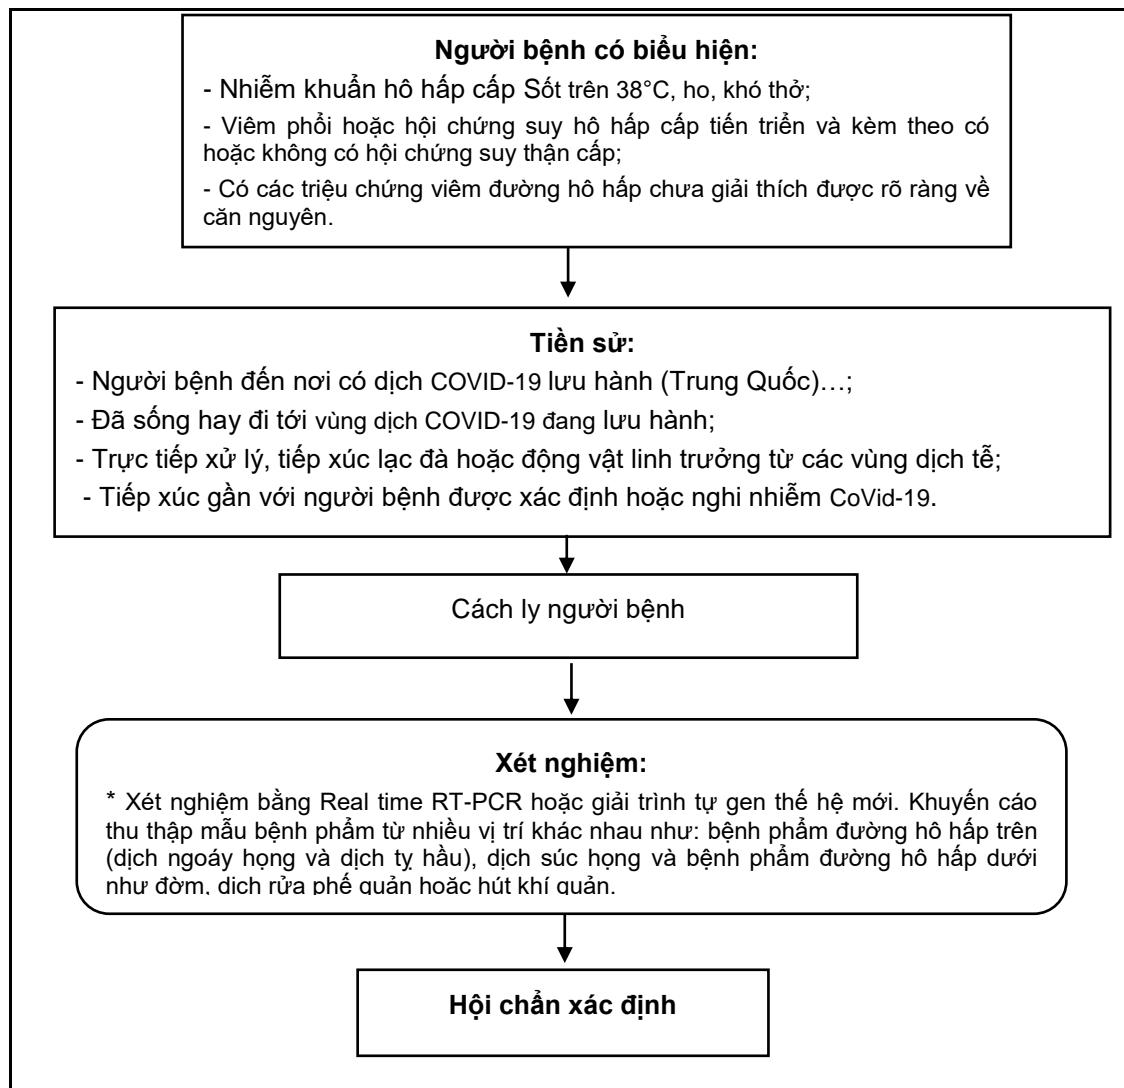 Người bệnh có biểu hiện:
- Nhiễm khuẩn hô hấp cấp Sốt trên 38°C, ho, khó thở;
- Viêm phổi hoặc hội chứng suy hô hấp cấp tiến triển và kèm theo có
hoặc không có hội chứng suy thận cấp;
- Có các triệu chứng viêm đường hô hấp chưa giải thích được rõ ràng về
căn nguyên.
Tiền sử:
- Người bệnh đến nơi có dịch COVID-19 lưu hành (Trung Quốc)…;
- Đã sống hay đi tới vùng dịch COVID-19 đang lưu hành;
- Trực tiếp xử lý, tiếp xúc lạc đà hoặc động vật linh trưởng từ các vùng dịch tễ;
- Tiếp xúc gần với người bệnh được xác định hoặc nghi nhiễm CoVid-19.
Cách ly người bệnh
Xét nghiệm:
* Xét nghiệm bằng Real time RT-PCR hoặc giải trình tự gen thế hệ mới. Khuyến cáo
thu thập mẫu bệnh phẩm từ nhiều vị trí khác nhau như: bệnh phẩm đường hô hấp trên
(dịch ngoáy họng và dịch tỵ hầu), dịch súc họng và bệnh phẩm đường hô hấp dưới
như đờm, dịch rửa phế quản hoặc hút khí quản.
Hội chẩn xác định